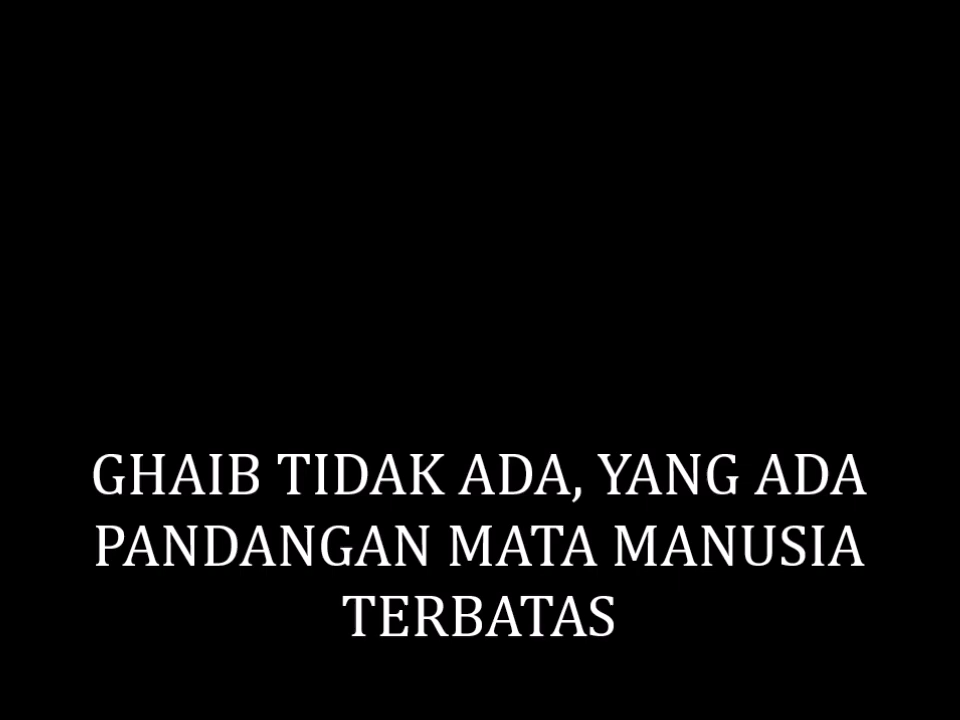 GHAIB TIDAK ADA, YANG ADA
PANDANGAN MATA MANUSIA
TERBATAS